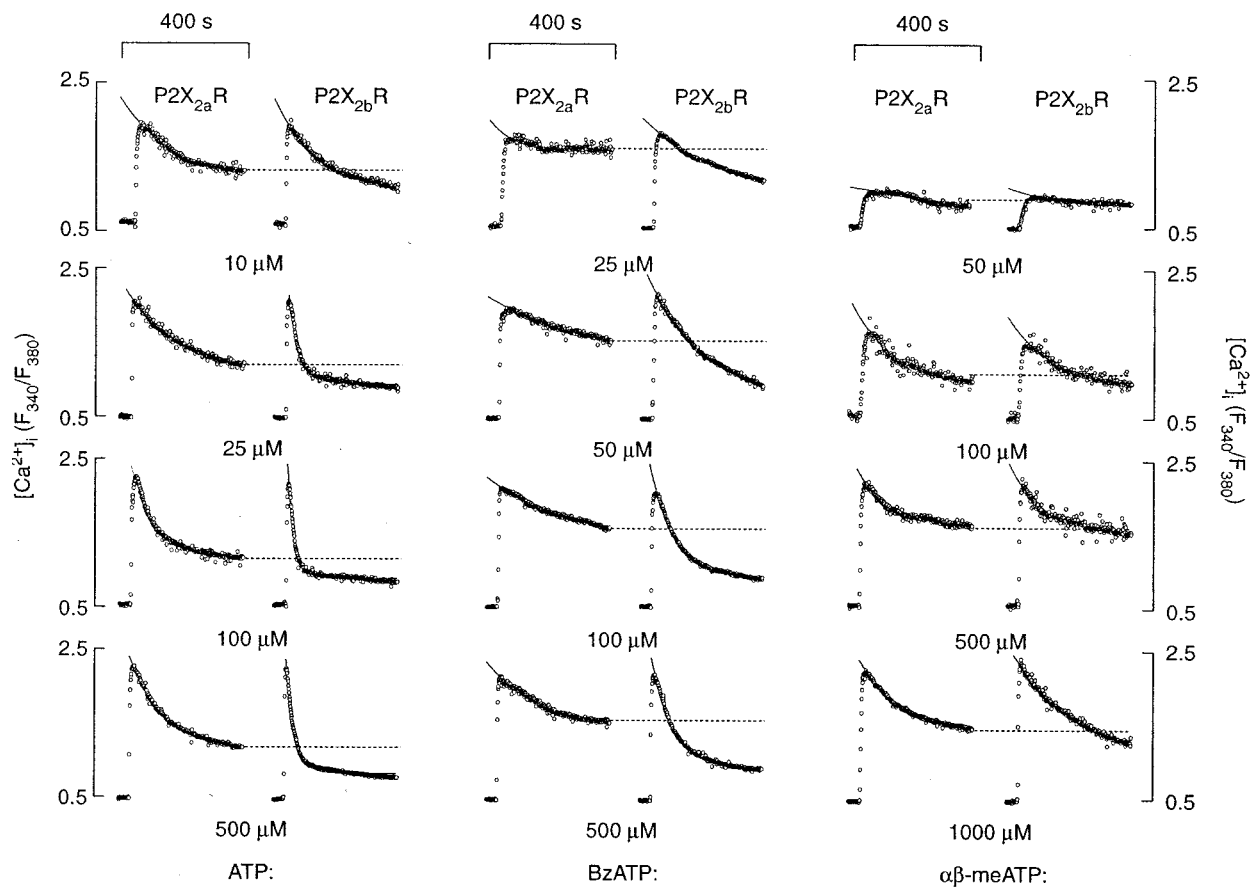 400 s 400 s 400 s
2.5 P2X2aR P2X2bR P2X2aR P2X2bR P2X2aR P2X2bR 2.5
0.5 0.5
10 μM 25 μM 50 μM
2.5 2.5
[Ca2+]i (F340/F380) [Ca2+]i (F340/F380)
0.5 0.5
25 μM 50 μM 100 μM
2.5 2.5
0.5 0.5
100 μM 100 μM 500 μM
2.5 2.5
0.5 0.5
500 μM 500 μM 1000 μM
ATP: BzATP: αβ-meATP: